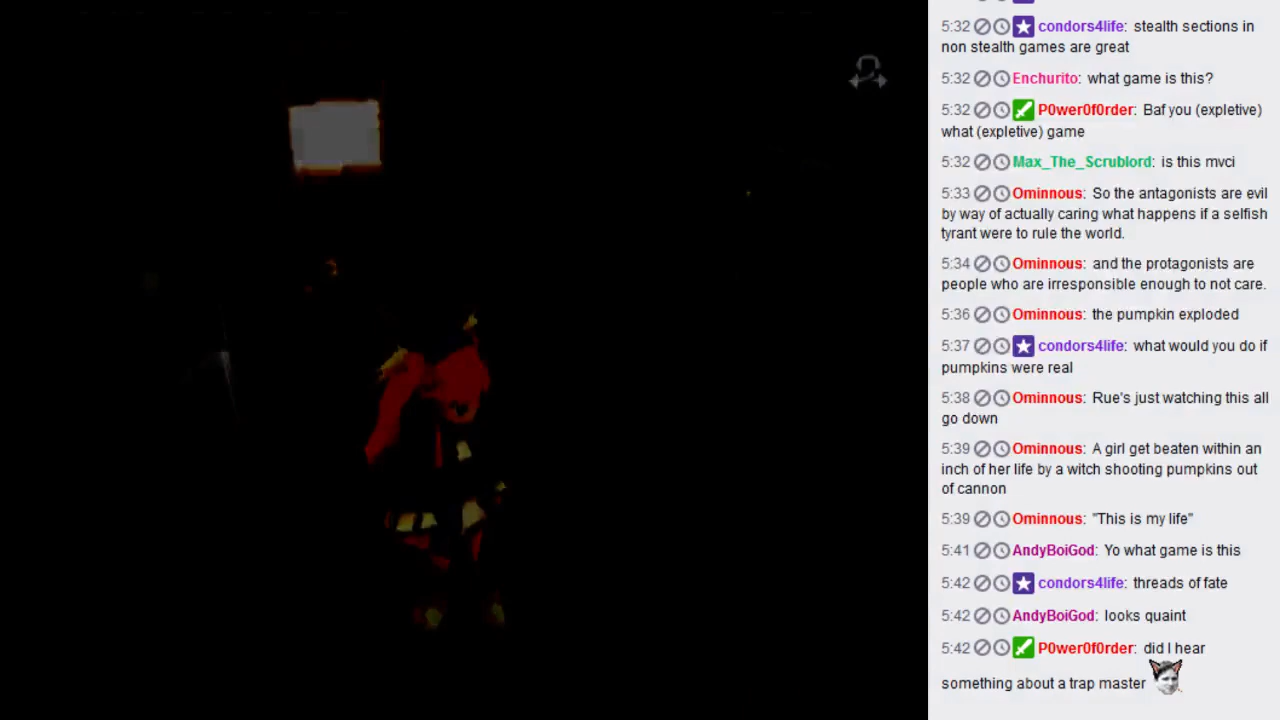 5:32 condors4life: stealth sections in
non stealth games are great
5:32 Enchurito: what game is this?
5:32 P0wer0f0rder: Baf you (expletive)
what (expletive) game
5:32 Max_The_Scrublord: is this mvci
5:33 Ominnous: So the antagonists are evil
by way of actually caring what happens if a selfish
tyrant were to rule the world.
5:34 Ominnous: and the protagonists are
people who are irresponsible enough to not care.
5:36 Ominnous: the pumpkin exploded
5:37 condors4life: what would you do if
pumpkins were real
5:38 Ominnous: Rue's just watching this all
go down
5:39 Ominnous: A girl get beaten within an
inch of her life by a witch shooting pumpkins out
of cannon
5:39 Ominnous: "This is my life"
5:41 AndyBoiGod: Yo what game is this
5:42 condors4life: threads of fate
5:42 AndyBoiGod: looks quaint
5:42 P0wer0f0rder: did I hear
something about a trap master